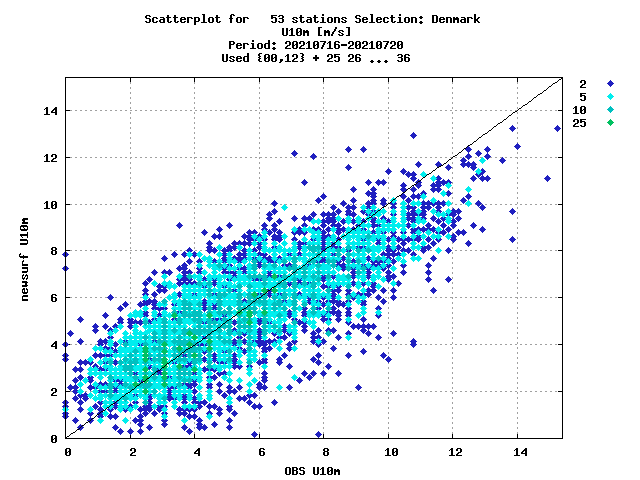 Scatterplot for   53 stations Selection: Denmark
U10m [m/s]
Period: 20210716-20210720
Used {00,12} + 25 26 ... 36
2
5
10
25
newsurf U10m
14
12
10
8
6
4
2
0
0 2 4 6 8 10 12 14
OBS U10m